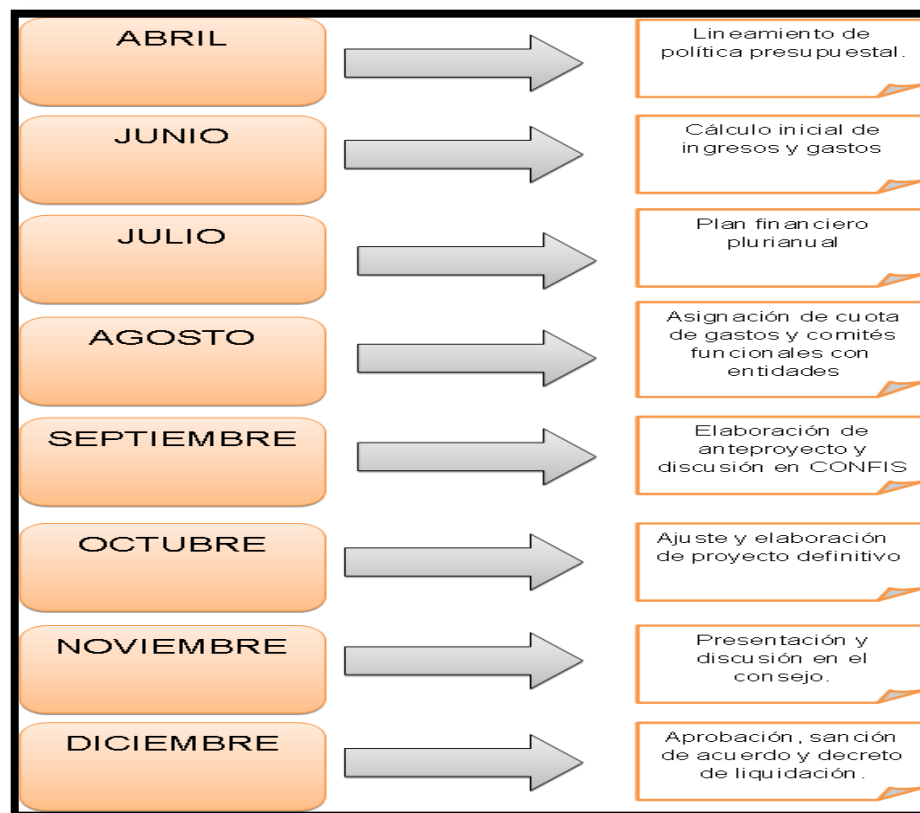 ABRIL
Lineamiento de
política presupuestal.
JUNIO
Cálculo inicial de
ingresos y gastos
JULIO
Plan financiero
plurianual
AGOSTO
Asignación de cuota
de gastos y comités
funcionales con
entidades
SEPTIEMBRE
Elaboración de
anteproyecto y
discusión en CONFIS
OCTUBRE
Ajuste y elaboración
de proyecto definitivo
NOVIEMBRE
Presentación y
discusión en el
consejo.
DICIEMBRE
Aprobación, sanción
de acuerdo y decreto
de liquidación.